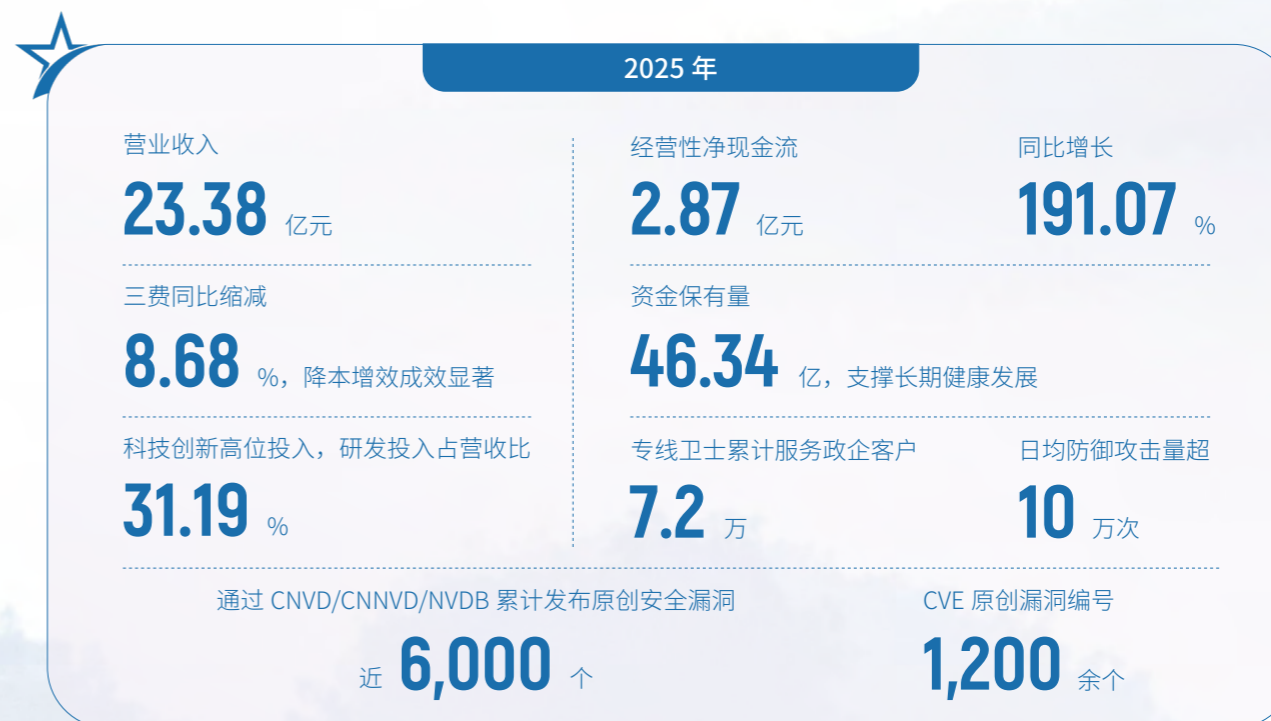 2025 年
营业收入
23.38 亿元
经营性净现金流
2.87 亿元
同比增长
191.07 %
三费同比缩减
8.68 %，降本增效成效显著
资金保有量
46.34 亿，支撑长期健康发展
科技创新高位投入，研发投入占营收比
31.19 %
专线卫士累计服务政企客户
7.2 万
日均防御攻击量超
10 万次
通过 CNVD/CNNVD/NVDB 累计发布原创安全漏洞
近 6,000 个
CVE 原创漏洞编号
1,200 余个